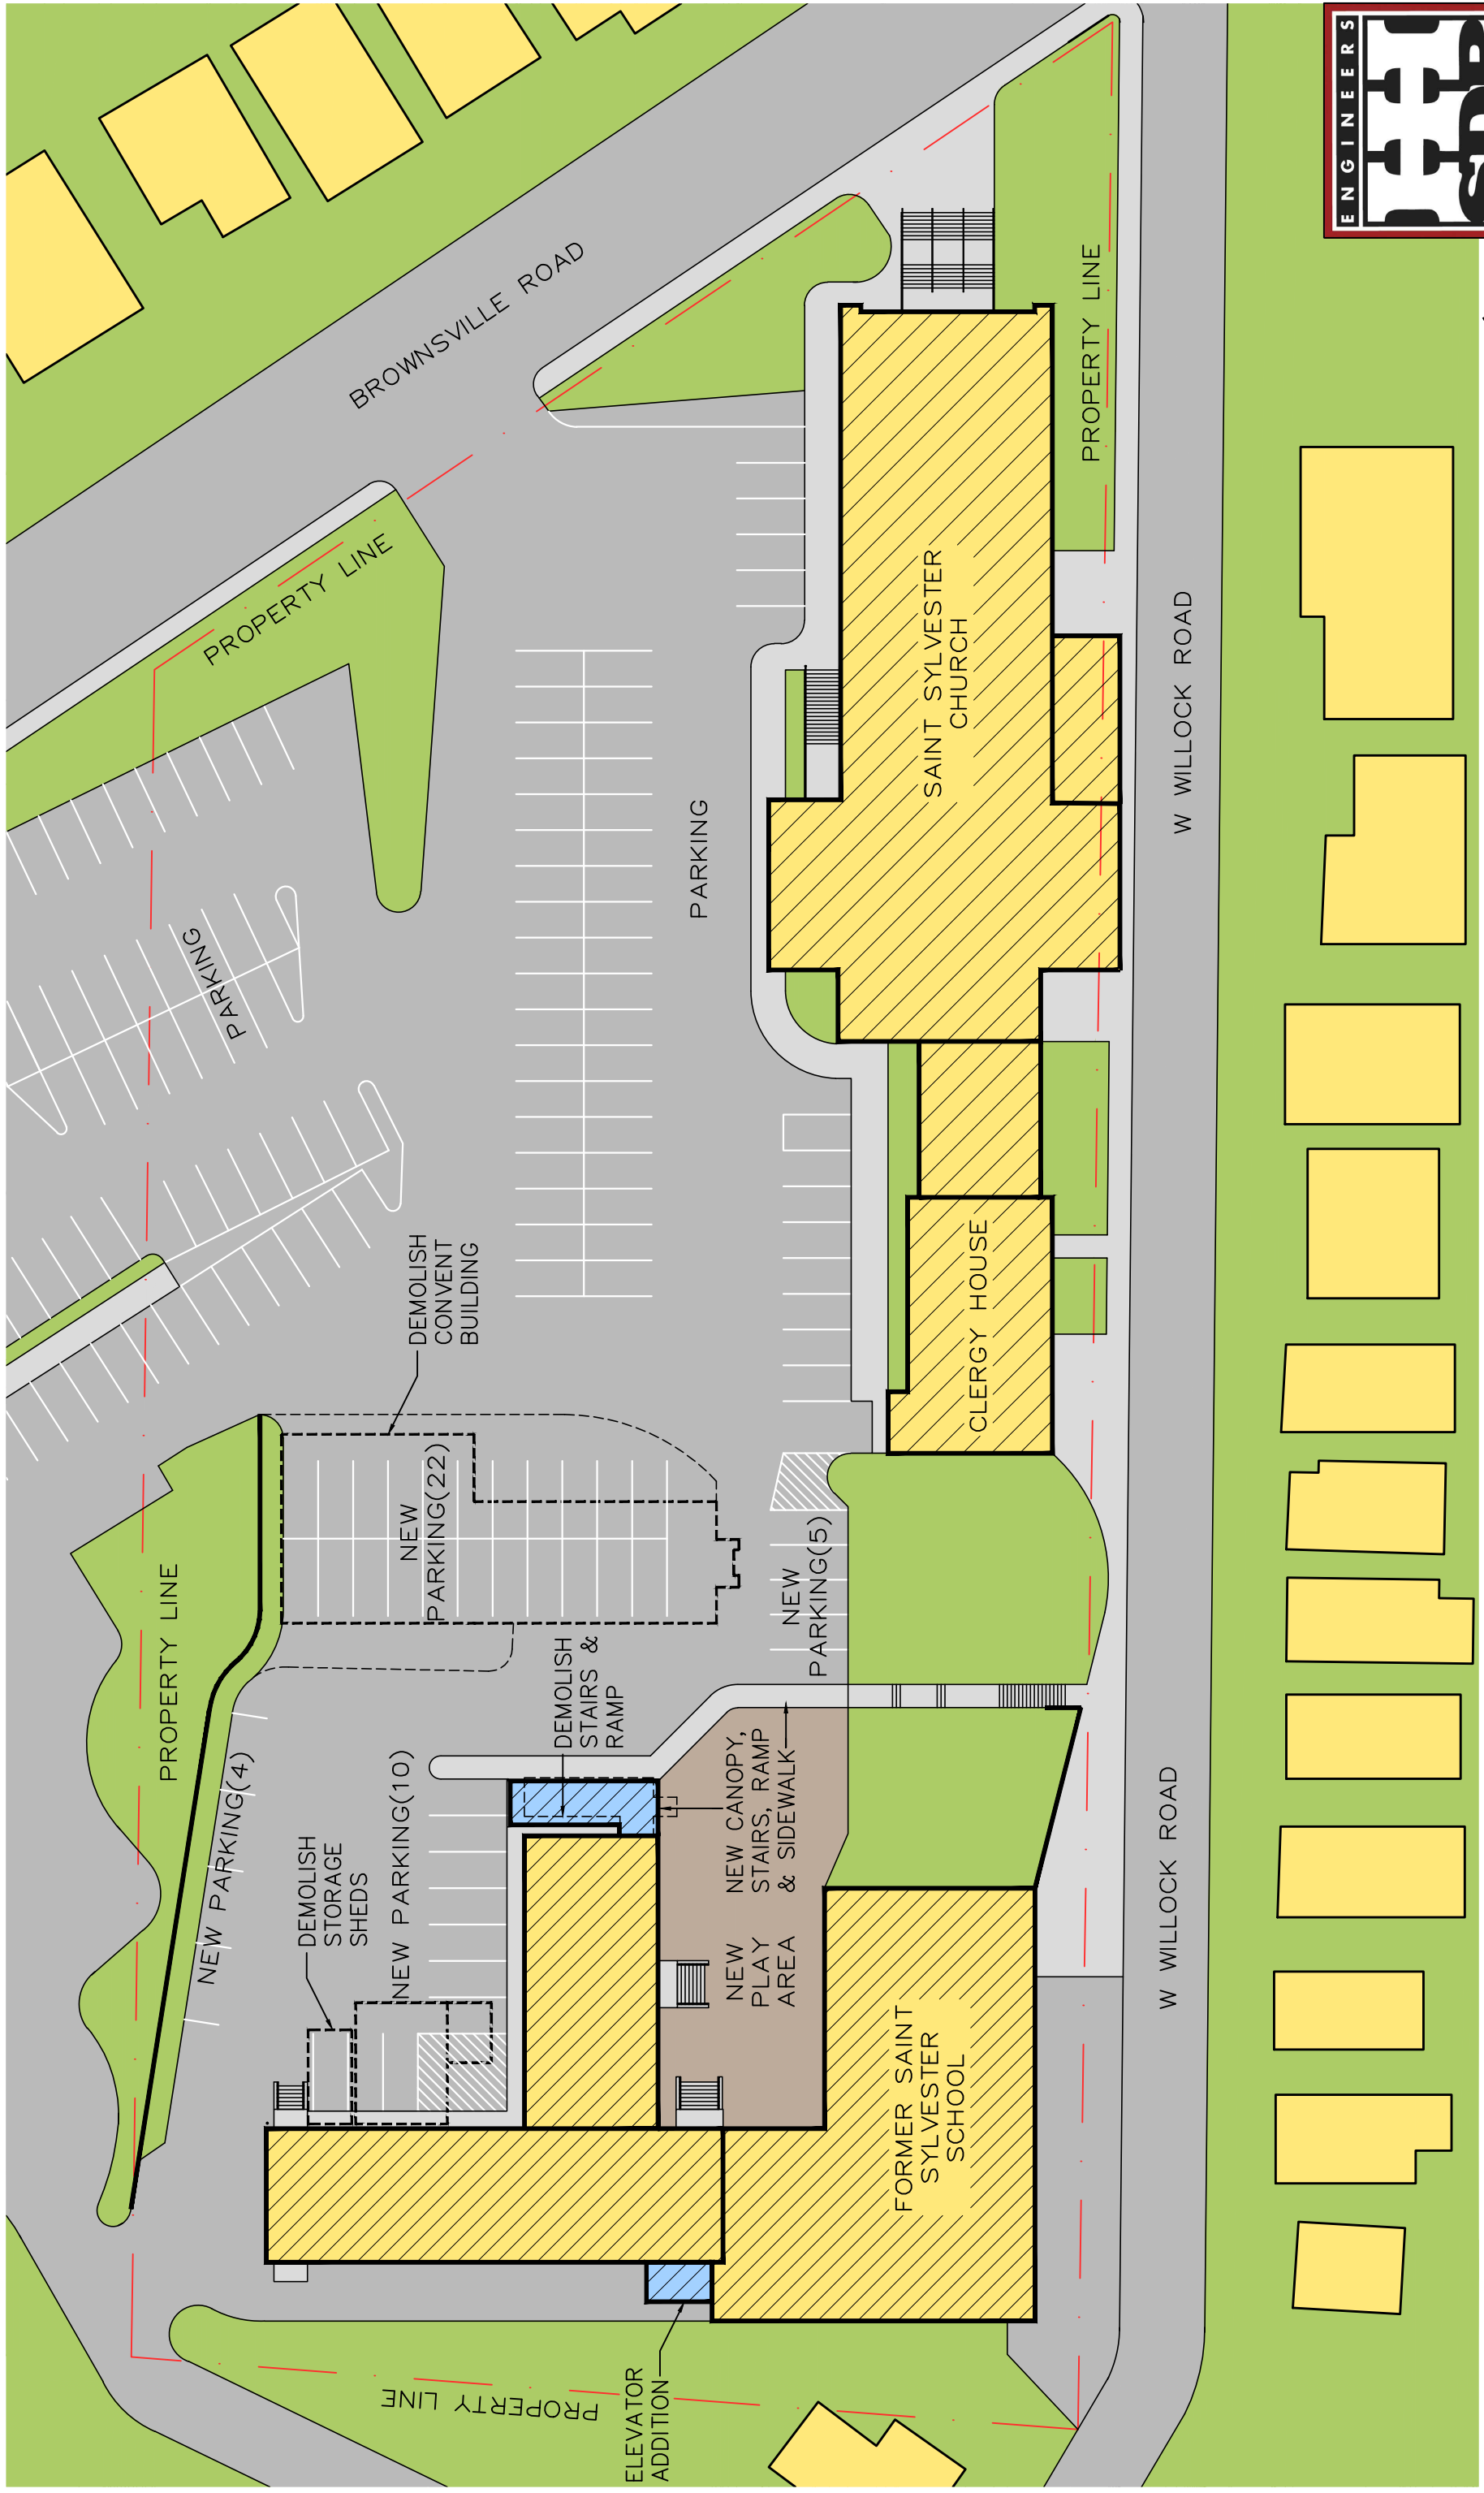 ENGINEERS
BROWNSVILLE ROAD
PROPERTY LINE
PROPERTY LINE
W WILLOCK ROAD
SAINT SYLVESTER
CHURCH
PARKING
PARKING
CLERGY HOUSE
DEMOLISH
CONVENT
BUILDING
NEW
PARKING(22)
NEW
PARKING(5)
PROPERTY LINE
DEMOLISH
STAIRS &
RAMP
NEW CANOPY,
STAIRS, RAMP
& SIDEWALK
NEW PARKING(4)
NEW PARKING(10)
DEMOLISH
STORAGE
SHEDS
NEW
PLAY
AREA
W WILLOCK ROAD
FORMER SAINT
SYLVESTER
SCHOOL
ELEVATOR
ADDITION
PROPERTY LINE